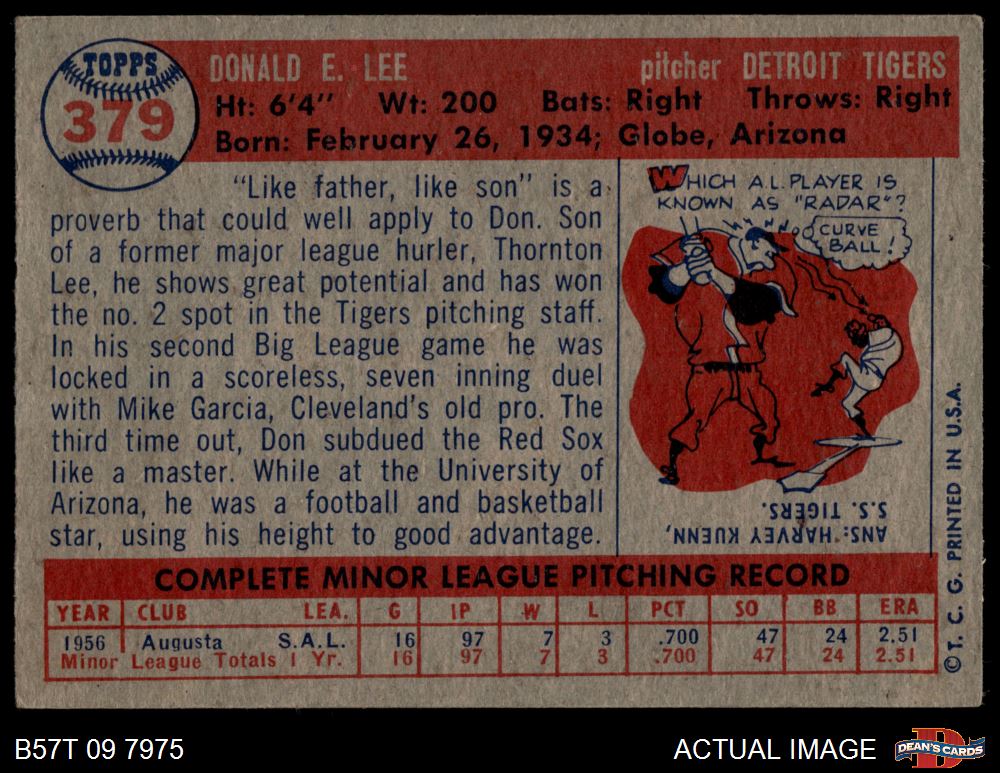 TOPPS
379
DONALD E. LEE pitcher DETROIT TIGERS
Ht: 6'4" Wt: 200 Bats: Right Throws: Right
Born: February 26, 1934; Globe, Arizona
"Like father, like son" is a
proverb that could well apply to Don. Son
of a former major league hurler, Thornton
Lee, he shows great potential and has won
the no. 2 spot in the Tigers pitching staff.
In his second Big League game he was
locked in a scoreless, seven inning duel
with Mike Garcia, Cleveland's old pro. The
third time out, Don subdued the Red Sox
like a master. While at the University of
Arizona, he was a football and basketball
star, using his height to good advantage.
WHICH A.L. PLAYER IS
KNOWN AS "RADAR"?
CURVE
BALL!
ANS: HARVEY KUENN,
S.S. TIGERS.
COMPLETE MINOR LEAGUE PITCHING RECORD
YEAR CLUB LEA. G IP W L PCT SO BB ERA
1956 Augusta S.A.L. 16 97 7 3 .700 47 24 2.51
Minor League Totals 1 Yr. 16 97 7 3 .700 47 24 2.51
© T. C. G. PRINTED IN U.S.A.
B57T 09 7975 ACTUAL IMAGE
D
DEAN'S CARDS